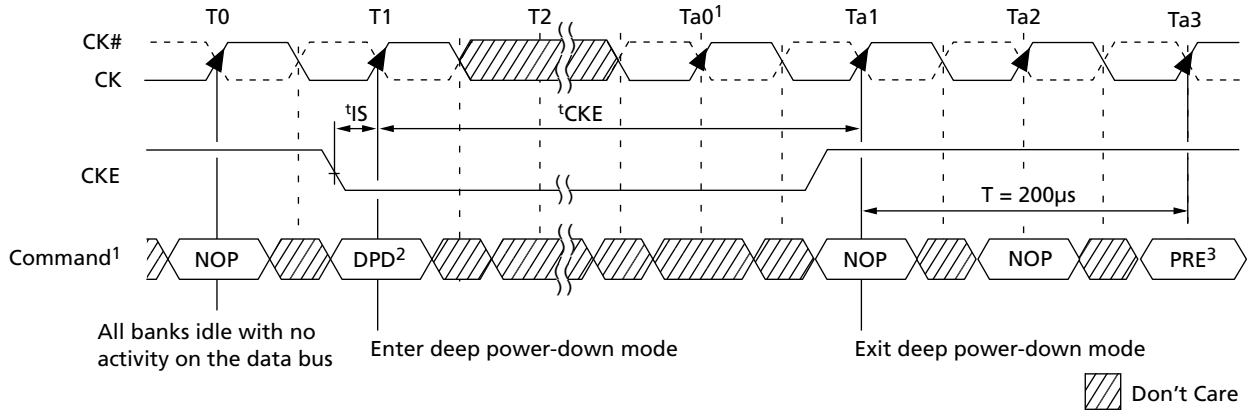 T0 T1 T2 Ta0¹ Ta1 Ta2 Ta3
CK#
CK
ᵗIS ᵗCKE
CKE
T = 200µs
Command¹ NOP DPD² NOP NOP PRE³
All banks idle with no
activity on the data bus
Enter deep power-down mode
Exit deep power-down mode
Don't Care